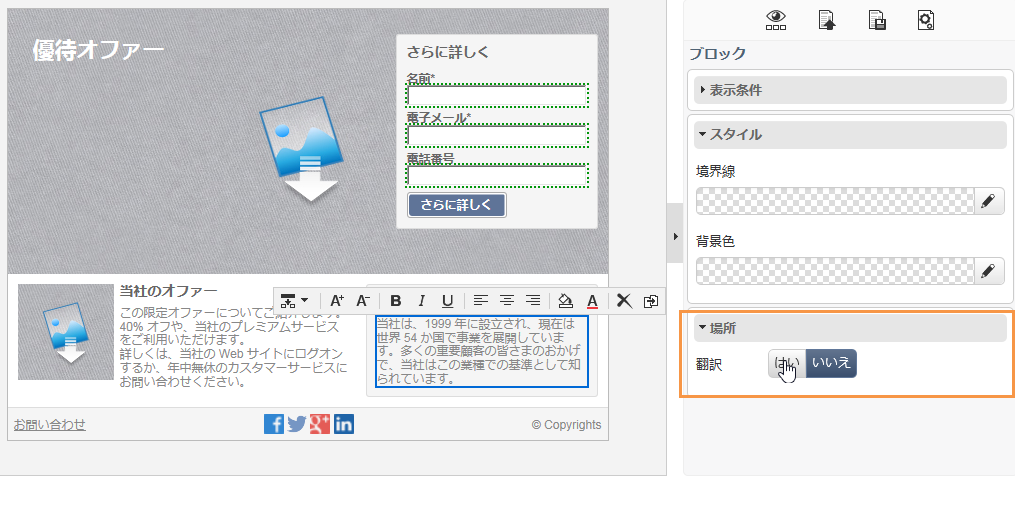 優待オファー
さらに詳しく
名前*
電子メール*
電話番号
さらに詳しく
当社のオファー
この限定オファーについてご紹介します。
40% オフや、当社のプレミアムサービス
をご利用いただけます。
詳しくは、当社の Web サイトにログオン
するか、年中無休のカスタマーサービスに
お問い合わせください。
A+ A- B I U A
当社は、1999 年に設立され、現在は
世界 54 か国で事業を展開していま
す。多くの重要顧客の皆さまのおかげ
で、当社はこの業種での基準として知
られています。
お問い合わせ
© Copyrights
ブロック
表示条件
スタイル
境界線
背景色
場所
翻訳 はい いいえ